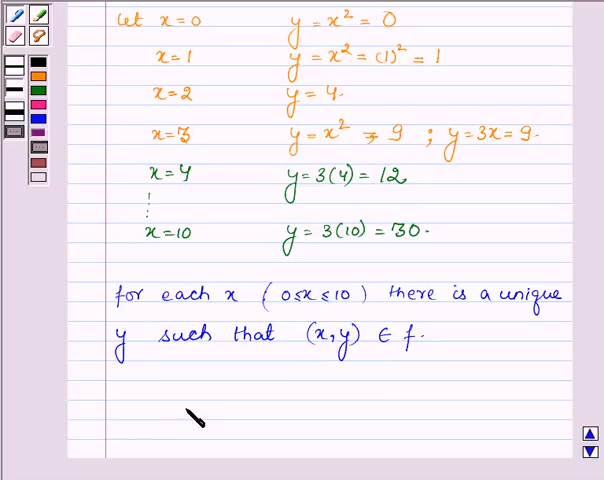 Let x = 0 y = x² = 0
x = 1 y = x² = (1)² = 1
x = 2 y = 4.
x = 3 y = x² = 9 ; y = 3x = 9.
x = 4 y = 3(4) = 12
⋮
x = 10 y = 3(10) = 30.
for each x ( 0 ≤ x ≤ 10 ) there is a unique
y such that (x, y) ∈ f.